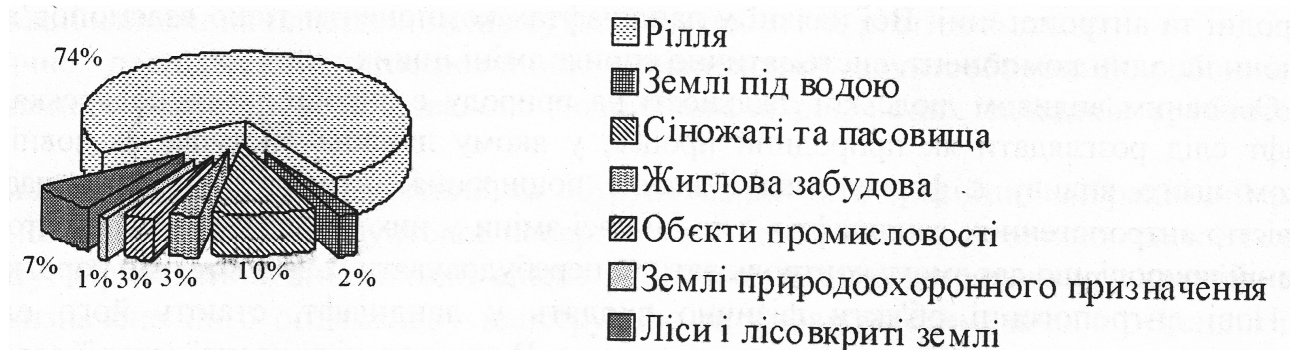 74%
7%
1%
3%
3%
10%
2%
Рілля
Землі під водою
Сіножаті та пасовища
Житлова забудова
Обєкти промисловості
Землі природоохоронного призначення
Ліси і лісовкриті землі